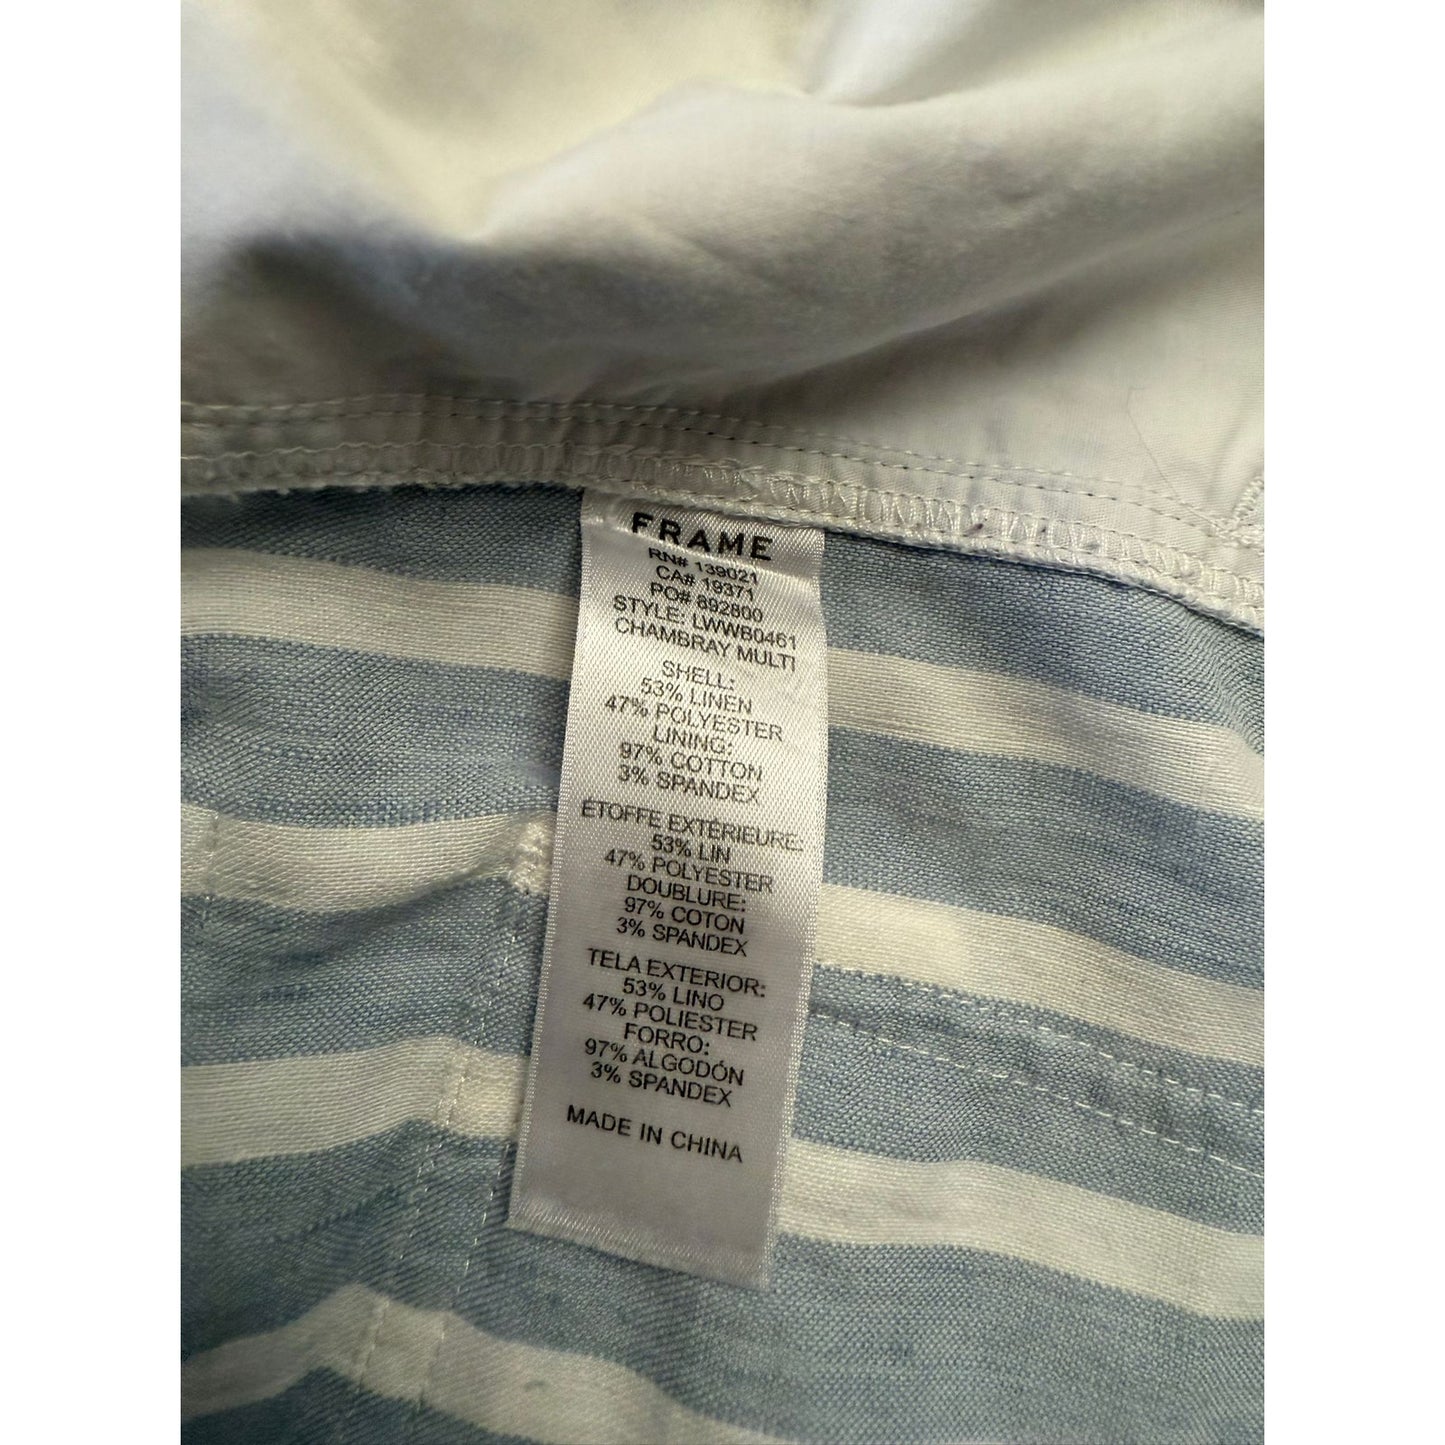 FRAME
RN# 139021
CA# 19371
PO# 892800
STYLE: LWWB0461
CHAMBRAY MULTI
SHELL:
53% LINEN
47% POLYESTER
LINING:
97% COTTON
3% SPANDEX
ÉTOFFE EXTÉRIEURE:
53% LIN
47% POLYESTER
DOUBLURE:
97% COTON
3% SPANDEX
TELA EXTERIOR:
53% LINO
47% POLIESTER
FORRO:
97% ALGODÓN
3% SPANDEX
MADE IN CHINA